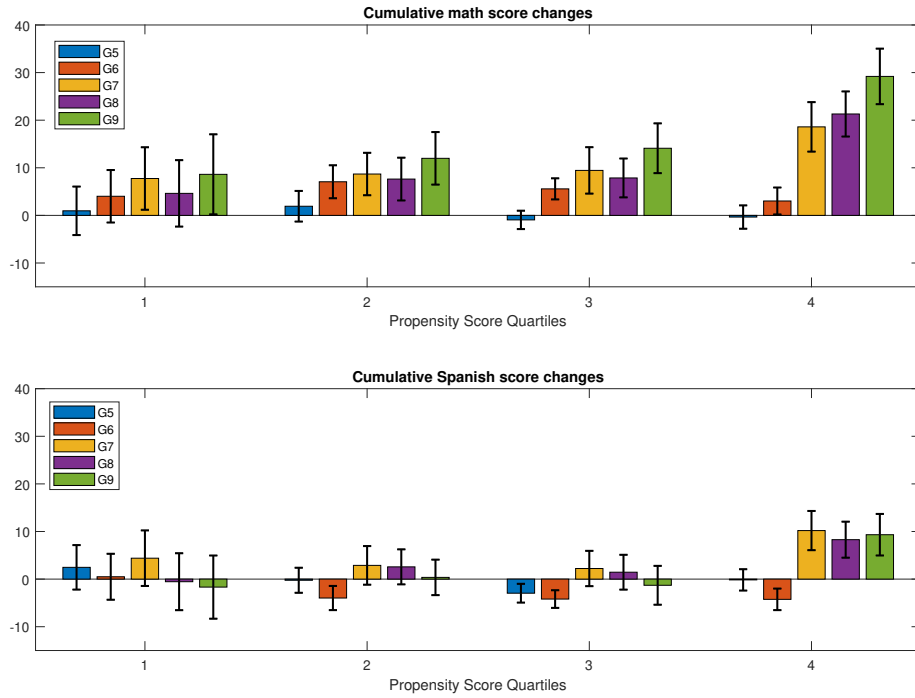 Cumulative math score changes
40
30
20
10
0
-10
G5
G6
G7
G8
G9
1 2 3 4
Propensity Score Quartiles
Cumulative Spanish score changes
40
30
20
10
0
-10
G5
G6
G7
G8
G9
1 2 3 4
Propensity Score Quartiles